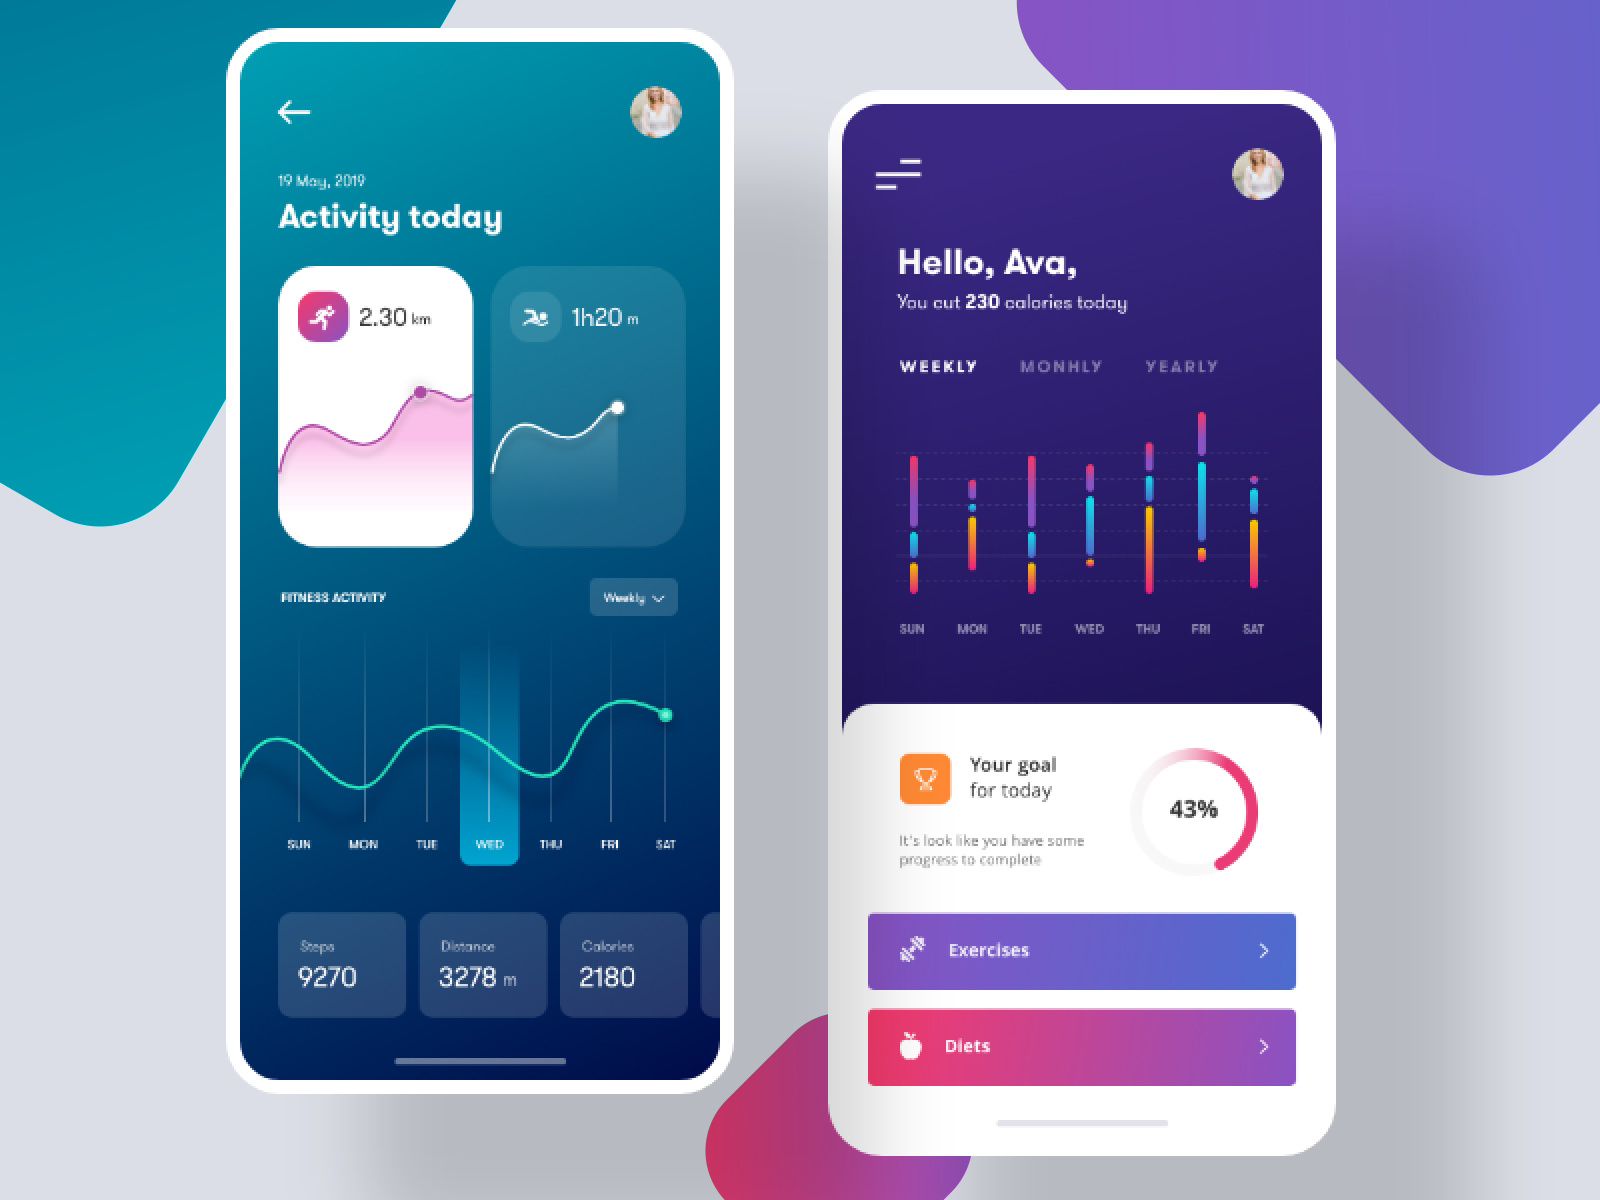 19 May, 2019
Activity today
2.30 km
1h20 m
FITNESS ACTIVITY
Weekly
SUN MON TUE WED THU FRI SAT
Steps
9270
Distance
3278 m
Calories
2180
Hello, Ava,
You cut 230 calories today
WEEKLY MONHLY YEARLY
SUN MON TUE WED THU FRI SAT
Your goal
for today
43%
It's look like you have some
progress to complete
Exercises
Diets